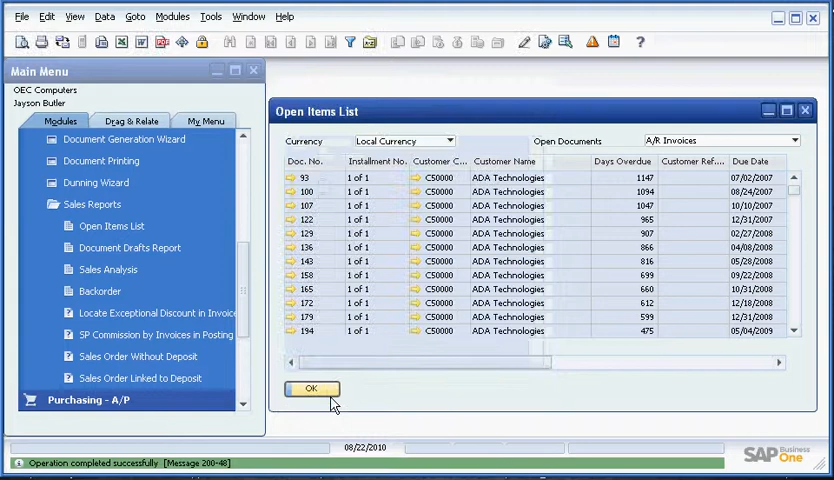 File Edit View Data Goto Modules Tools Window Help
Main Menu
OEC Computers
Jayson Butler
Modules Drag & Relate My Menu
Document Generation Wizard
Document Printing
Dunning Wizard
Sales Reports
Open Items List
Document Drafts Report
Sales Analysis
Backorder
Locate Exceptional Discount in Invoice
SP Commission by Invoices in Posting
Sales Order Without Deposit
Sales Order Linked to Deposit
Purchasing - A/P
Open Items List
Currency Local Currency Open Documents A/R Invoices
Doc. No. Installment No. Customer C... Customer Name Days Overdue Customer Ref.... Due Date
93 1 of 1 C50000 ADA Technologies 1147 07/02/2007
100 1 of 1 C50000 ADA Technologies 1094 08/24/2007
107 1 of 1 C50000 ADA Technologies 1047 10/10/2007
122 1 of 1 C50000 ADA Technologies 965 12/31/2007
129 1 of 1 C50000 ADA Technologies 907 02/27/2008
136 1 of 1 C50000 ADA Technologies 866 04/08/2008
143 1 of 1 C50000 ADA Technologies 816 05/28/2008
158 1 of 1 C50000 ADA Technologies 699 09/22/2008
165 1 of 1 C50000 ADA Technologies 660 10/31/2008
172 1 of 1 C50000 ADA Technologies 612 12/18/2008
179 1 of 1 C50000 ADA Technologies 599 12/31/2008
194 1 of 1 C50000 ADA Technologies 475 05/04/2009
OK
08/22/2010
Operation completed successfully [Message 200-48]
SAP Business One